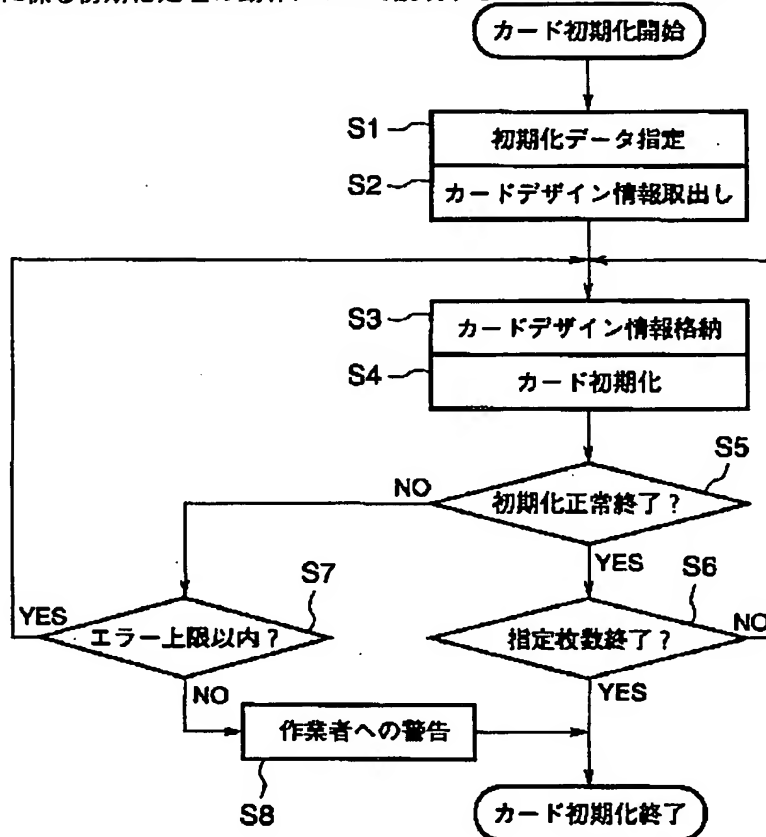 カード初期化開始
S1
初期化データ指定
S2
カードデザイン情報取出し
S3
カードデザイン情報格納
S4
カード初期化
S5
NO
初期化正常終了?
YES
S7
S6
YES
エラー上限以内?
指定枚数終了?
NO
NO
YES
作業者への警告
S8
カード初期化終了